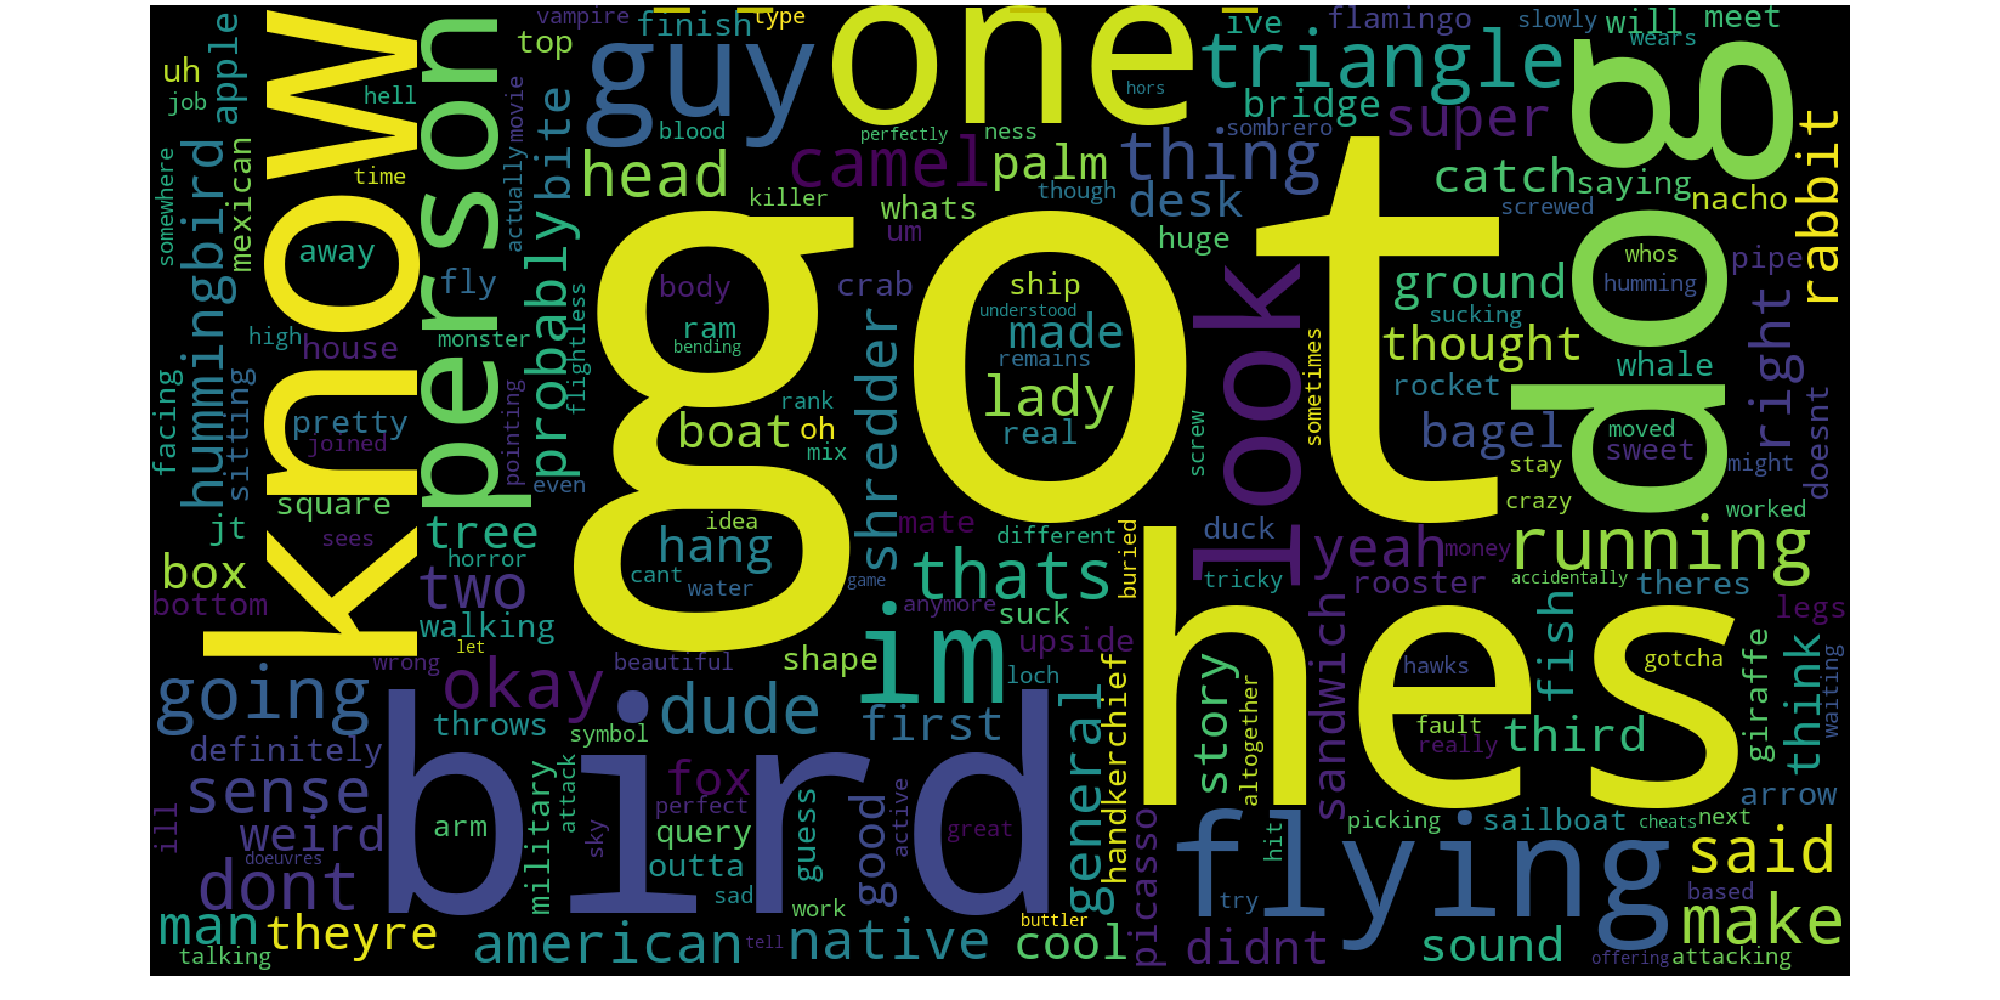 vampire
finish
type
ive
flamingo
slowly
will
meet
wears
top
uh
job
apple
hell
know
person
guy
one
hors
triangle
bridge
super
dog
rabbit
blood
perfectly
ness
sombrero
movie
actually
bite
probably
head
camel
palm
thing
catch
saying
nacho
somewhere
hummingbird
mexican
time
killer
whats
though
desk
screwed
um
huge
away
fly
got
body
crab
ship
look
ground
whos
humming
pipe
high
house
monster
flightless
ram
bending
understood
made
remains
sucking
thought
whale
right
facing
sitting
pretty
joined
pointing
rank
boat
oh
mix
shredder
lady
real
screw
sometimes
rocket
bagel
moved
sweet
stay
might
doesnt
even
square
jt
sees
tree
horror
idea
hang
cant
water
game
mate
different
thats
buried
duck
tricky
yeah
money
crazy
worked
running
accidentally
box
bottom
two
walking
let
wrong
anymore
suck
rooster
theres
legs
im
hes
upside
beautiful
shape
loch
sandwich
hawks
fish
gotcha
giraffe
think
waiting
going
okay
throws
symbol
dude
first
general
handkerchief
story
altogether
fault
really
third
definitely
bird
sense
weird
ill
dont
doeuvres
arm
military
attack
sky
fox
perfect
query
outta
sad
guess
good
active
great
picasso
flying
hit
try
picking
sailboat
cheats
next
arrow
said
based
make
man
talking
theyre
american
tell
work
native
buttler
cool
didnt
sound
offering
attacking